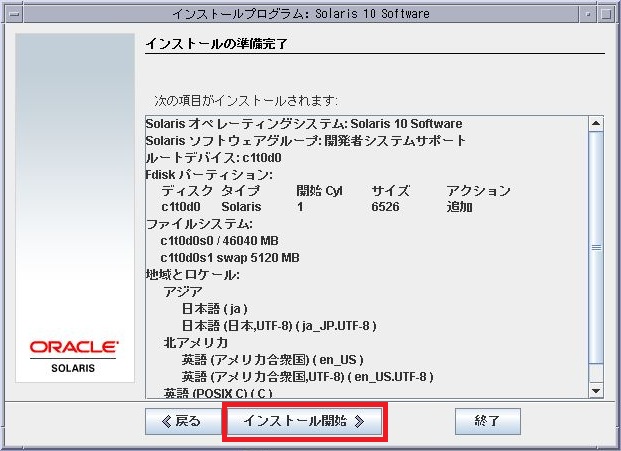 インストールプログラム: Solaris 10 Software
インストールの準備完了
次の項目がインストールされます:
Solaris オペレーティングシステム: Solaris 10 Software
Solaris ソフトウェアグループ: 開発者システムサポート
ルートデバイス: c1t0d0
Fdisk パーティション:
ディスク タイプ 開始 Cyl サイズ アクション
c1t0d0 Solaris 1 6526 追加
ファイルシステム:
c1t0d0s0 / 46040 MB
c1t0d0s1 swap 5120 MB
地域とロケール:
アジア
日本語 ( ja )
日本語 (日本,UTF-8) ( ja_JP.UTF-8 )
北アメリカ
英語 (アメリカ合衆国) ( en_US )
英語 (アメリカ合衆国,UTF-8) ( en_US.UTF-8 )
英語 (POSIX C) ( C )
ORACLE
SOLARIS
戻る インストール開始 終了